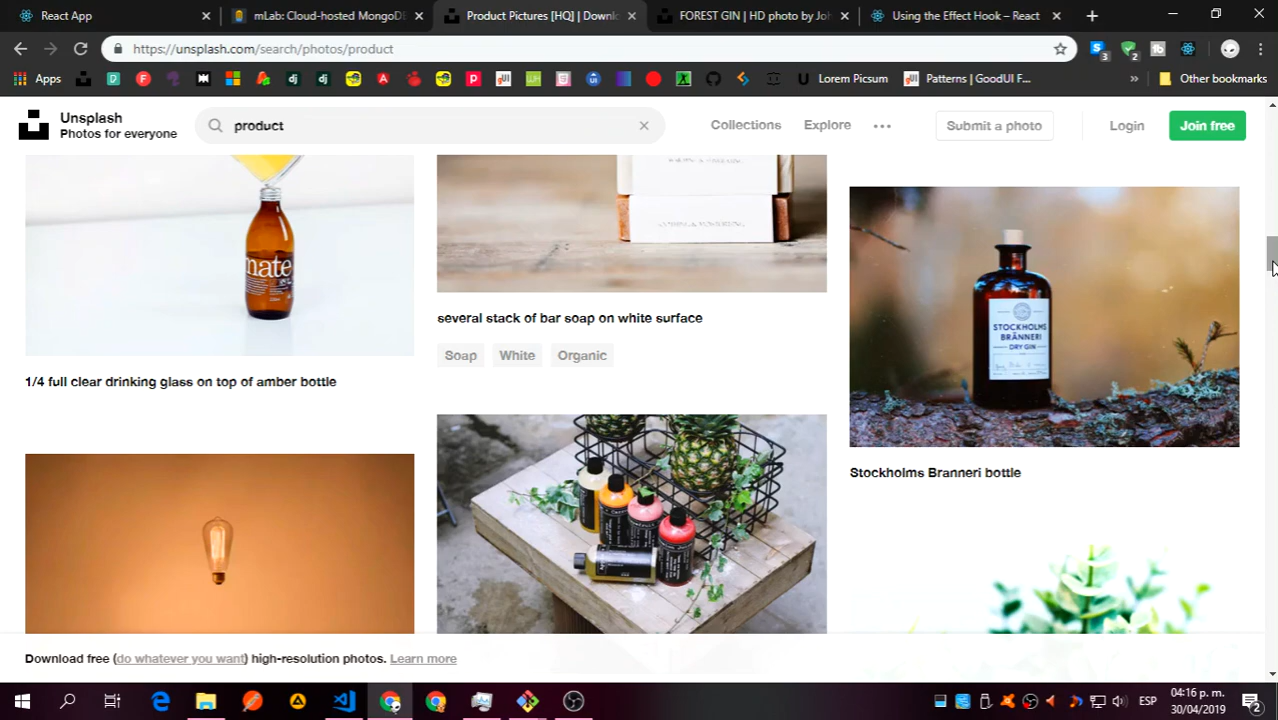 React App
mLab: Cloud-hosted MongoDB
Product Pictures [HQ] | Downlo
FOREST GIN | HD photo by Joh
Using the Effect Hook – React
https://unsplash.com/search/photos/product
3
2
Apps
Lorem Picsum
Patterns | GoodUI F...
Other bookmarks
Unsplash
Photos for everyone
product
Collections
Explore
Submit a photo
Login
Join free
mate
1/4 full clear drinking glass on top of amber bottle
several stack of bar soap on white surface
Soap
White
Organic
STOCKHOLMS
BRÄNNERI
DRY GIN
Stockholms Branneri bottle
Download free (do whatever you want) high-resolution photos. Learn more
ESP
04:16 p. m.
30/04/2019
2